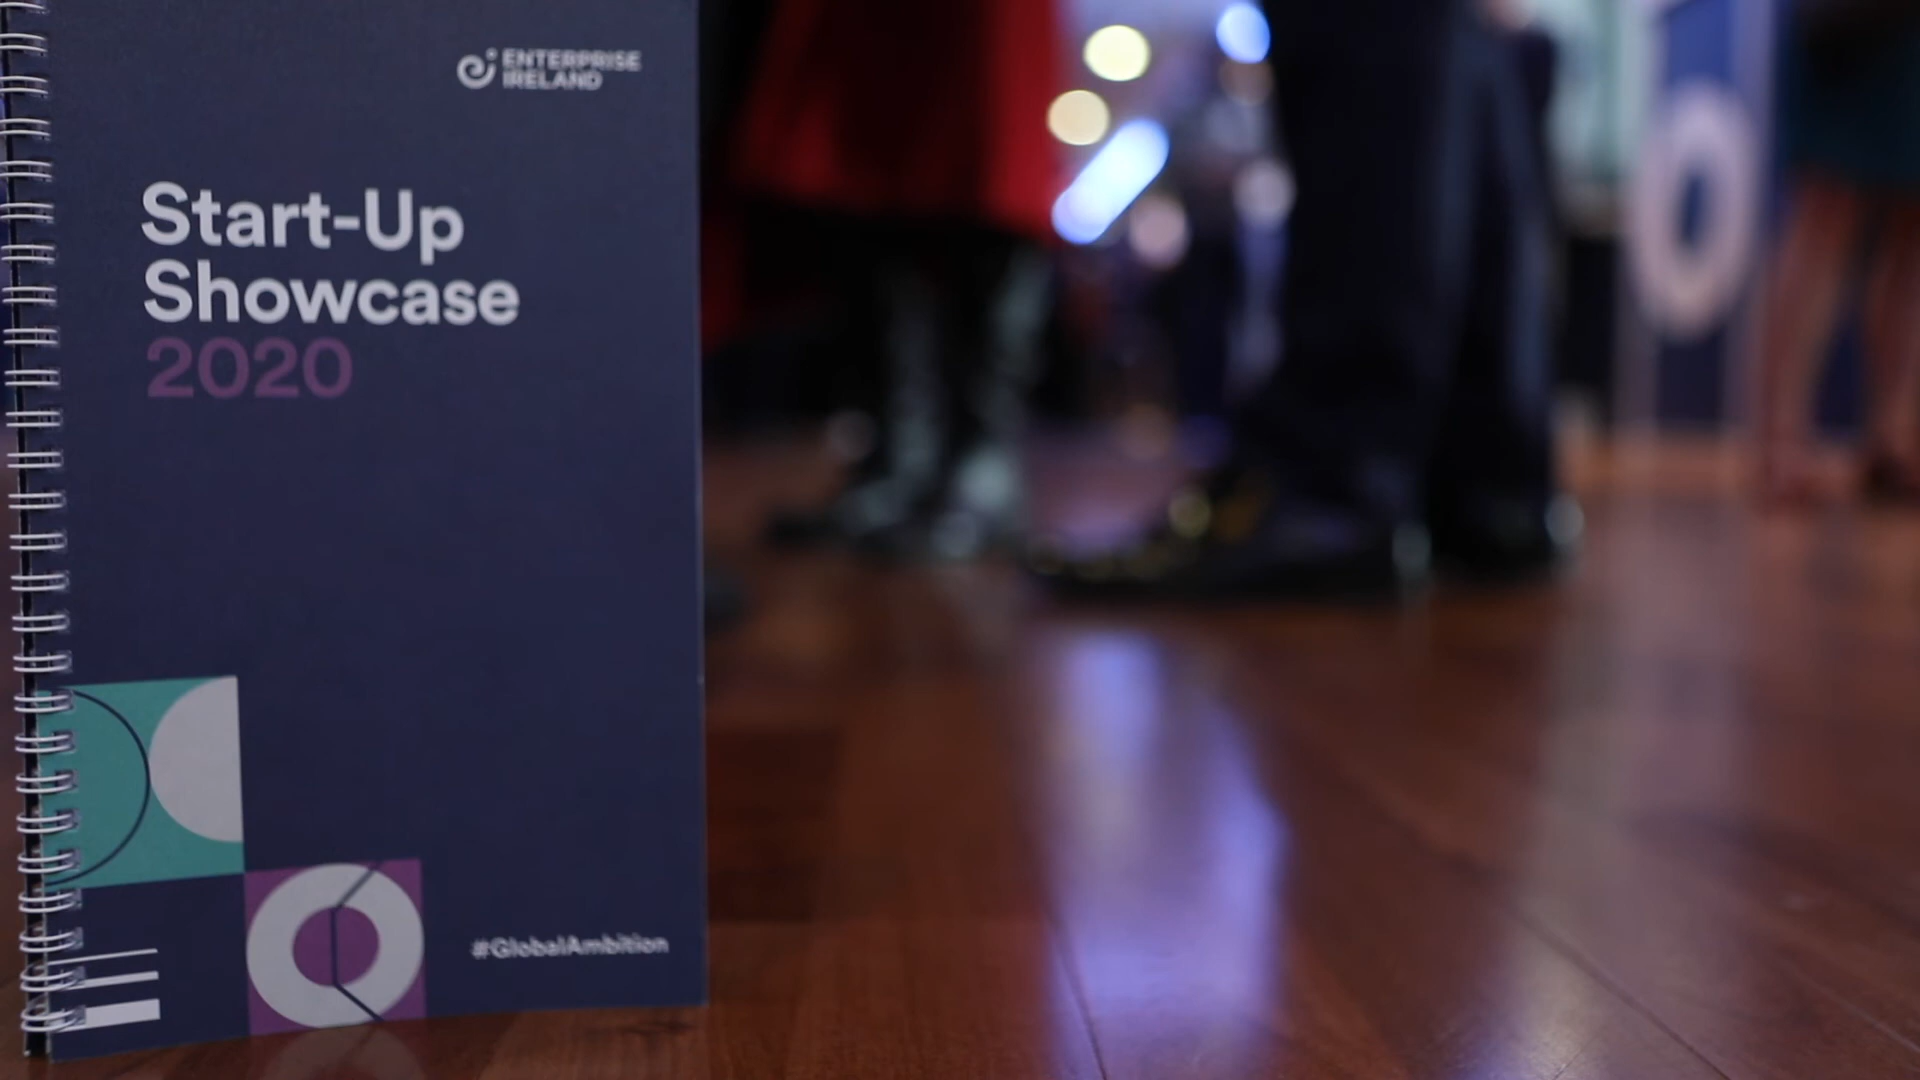 ENTERPRISE
IRELAND
Start-Up
Showcase
2020
#GlobalAmbition